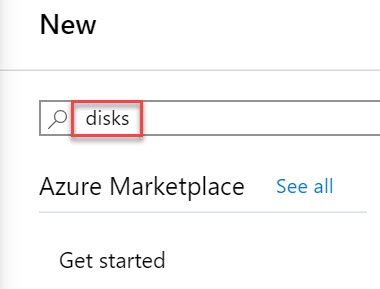 New
disks
Azure Marketplace See all
Get started